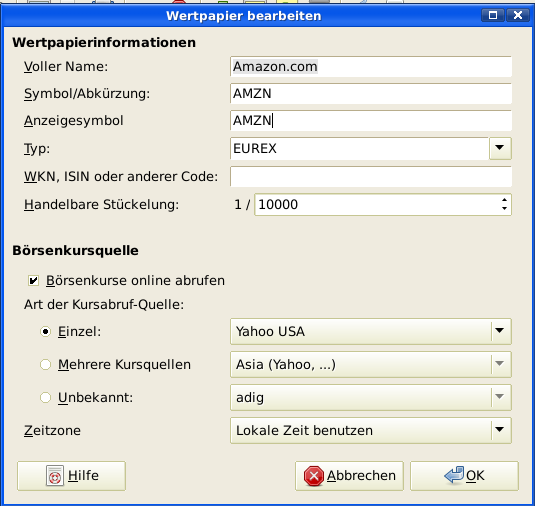 Wertpapier bearbeiten
Wertpapierinformationen
Voller Name: Amazon.com
Symbol/Abkürzung: AMZN
Anzeigesymbol AMZN
Typ: EUREX
WKN, ISIN oder anderer Code:
Handelbare Stückelung: 1 / 10000
Börsenkursquelle
Börsenkurse online abrufen
Art der Kursabruf-Quelle:
Einzel: Yahoo USA
Mehrere Kursquellen Asia (Yahoo, ...)
Unbekannt: adig
Zeitzone Lokale Zeit benutzen
Hilfe Abbrechen OK